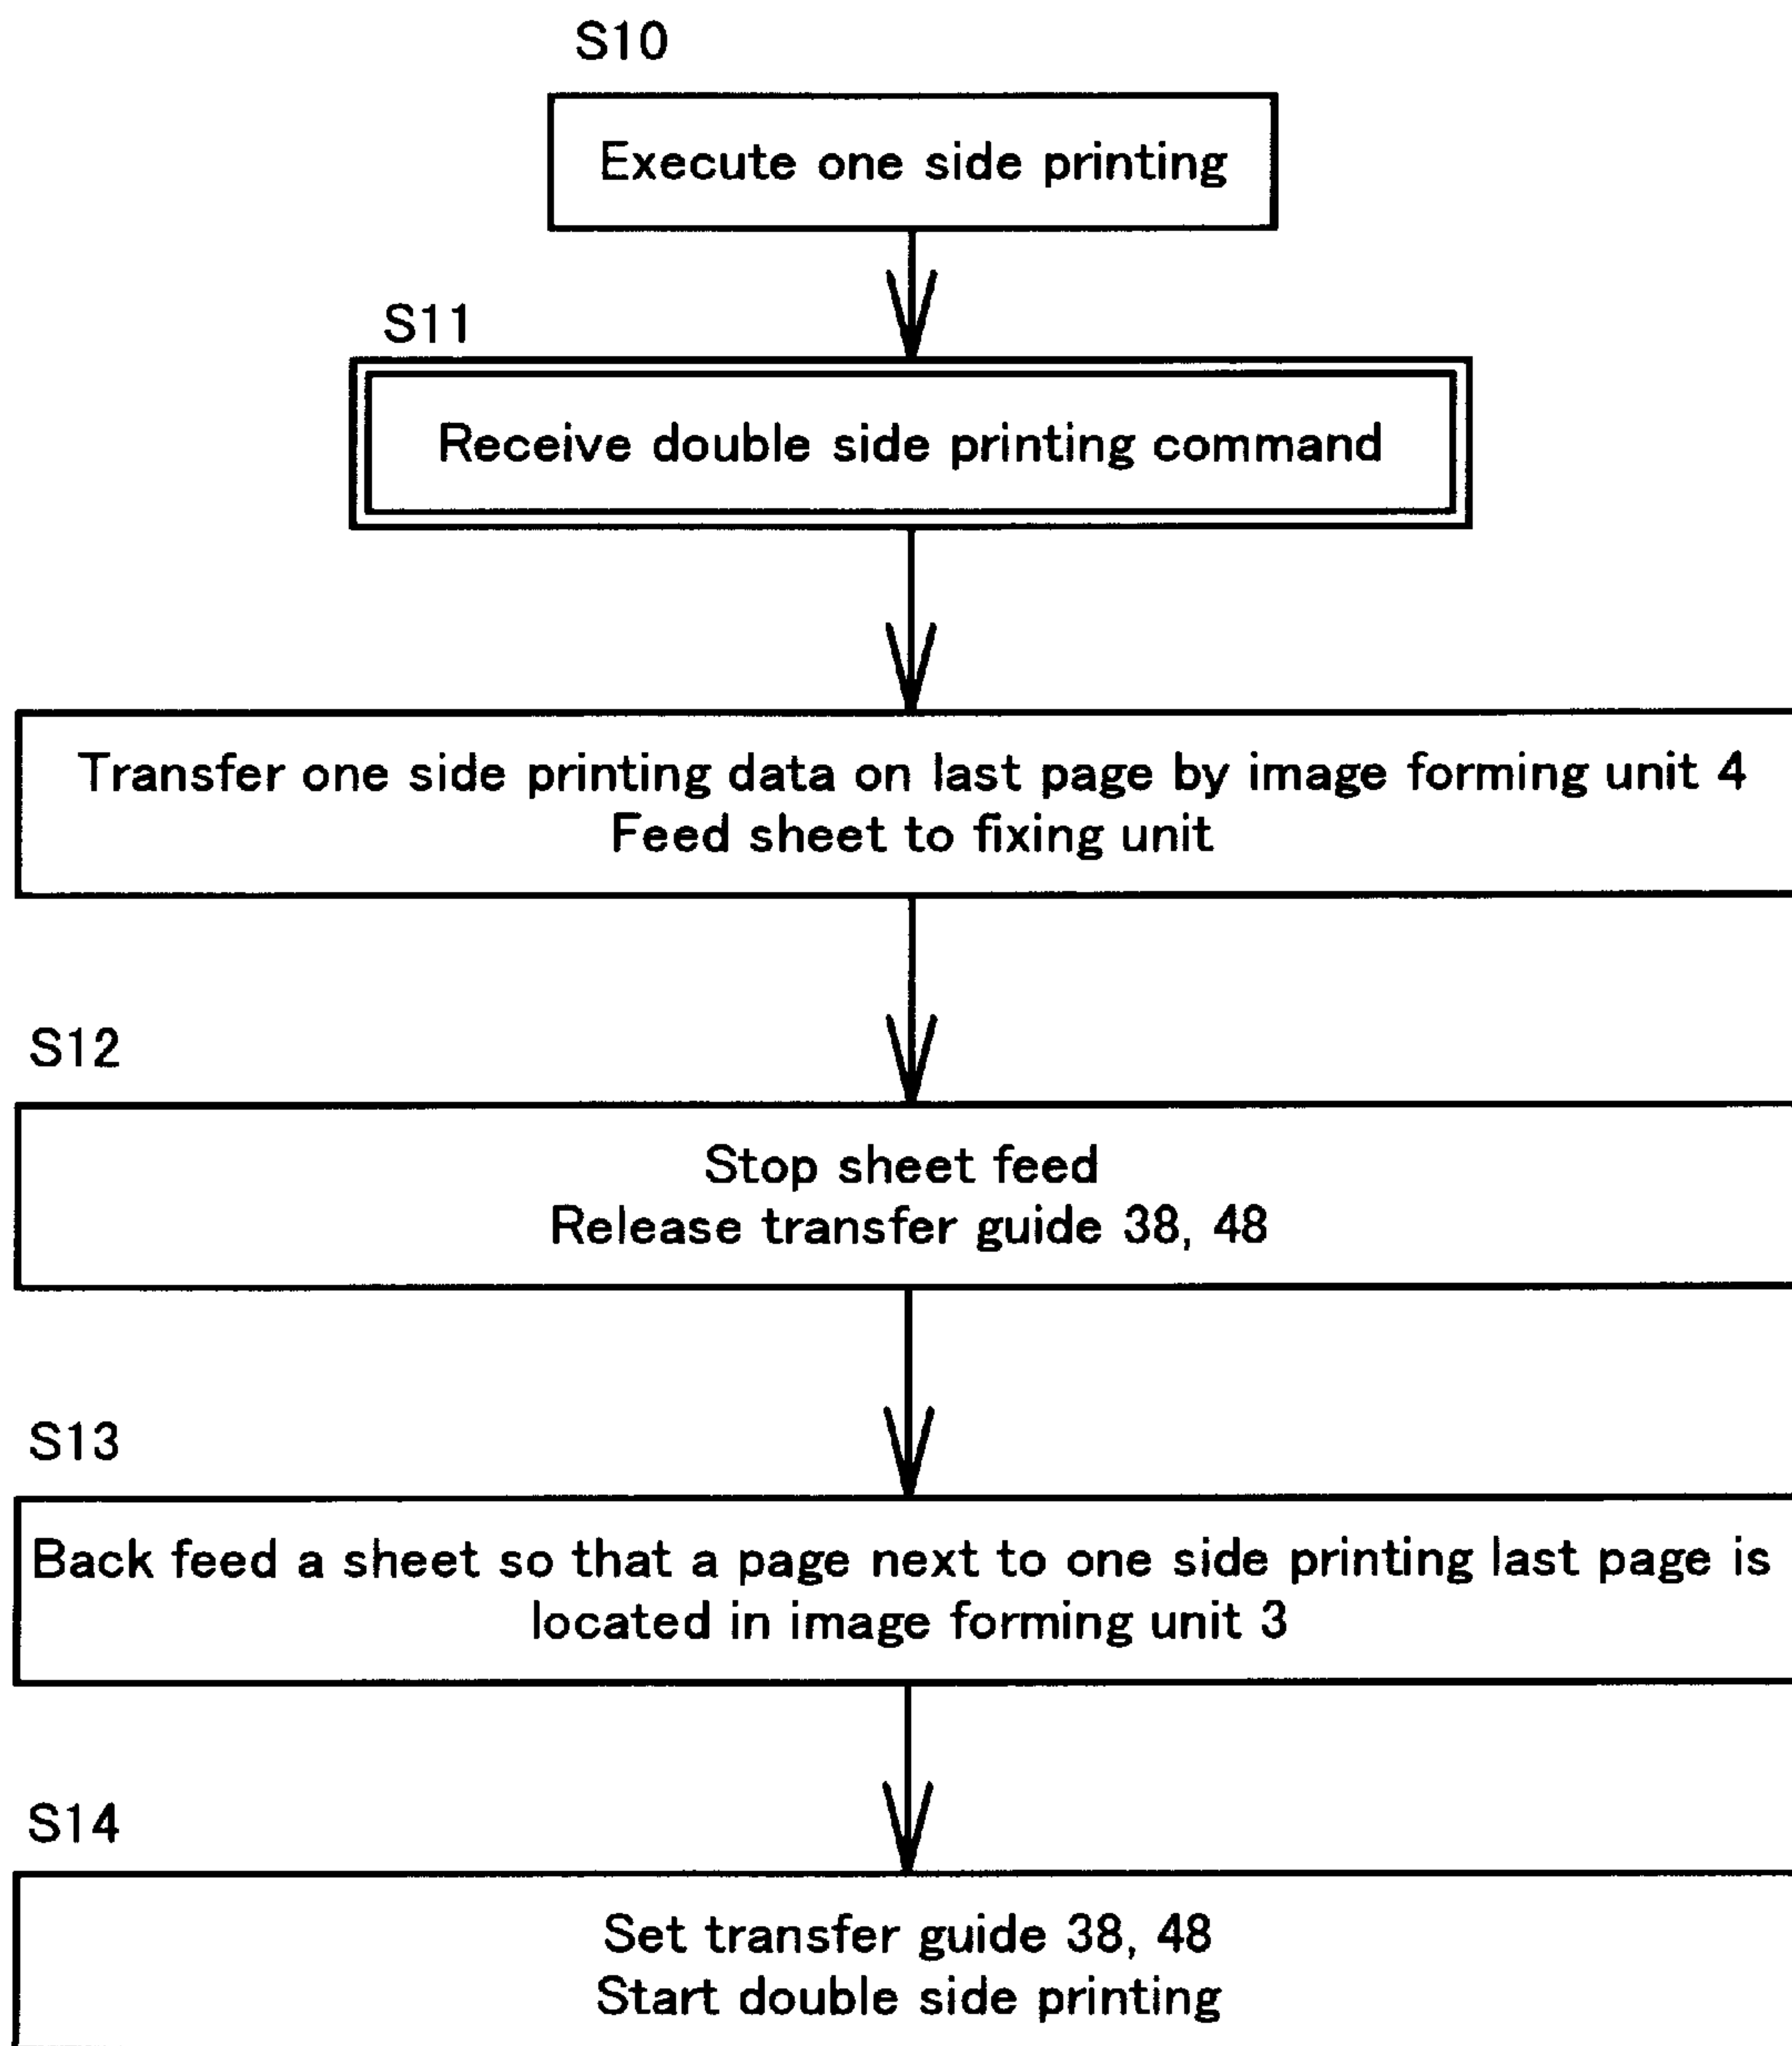 S10
Execute one side printing
S11
Receive double side printing command
Transfer one side printing data on last page by image forming unit 4
Feed sheet to fixing unit
S12
Stop sheet feed
Release transfer guide 38, 48
S13
Back feed a sheet so that a page next to one side printing last page is
located in image forming unit 3
S14
Set transfer guide 38, 48
Start double side printing